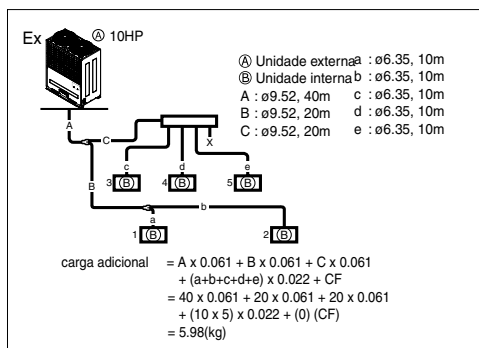 Ex
Ⓐ 10HP
Ⓐ Unidade externa
Ⓑ Unidade interna
A : ø9.52, 40m
B : ø9.52, 20m
C : ø9.52, 20m
a : ø6.35, 10m
b : ø6.35, 10m
c : ø6.35, 10m
d : ø6.35, 10m
e : ø6.35, 10m
A
C
X
B
c
d
e
3 Ⓑ
4 Ⓑ
5 Ⓑ
b
a
1 Ⓑ
2 Ⓑ
carga adicional = A x 0.061 + B x 0.061 + C x 0.061
+ (a+b+c+d+e) x 0.022 + CF
= 40 x 0.061 + 20 x 0.061 + 20 x 0.061
+ (10 x 5) x 0.022 + (0) (CF)
= 5.98(kg)